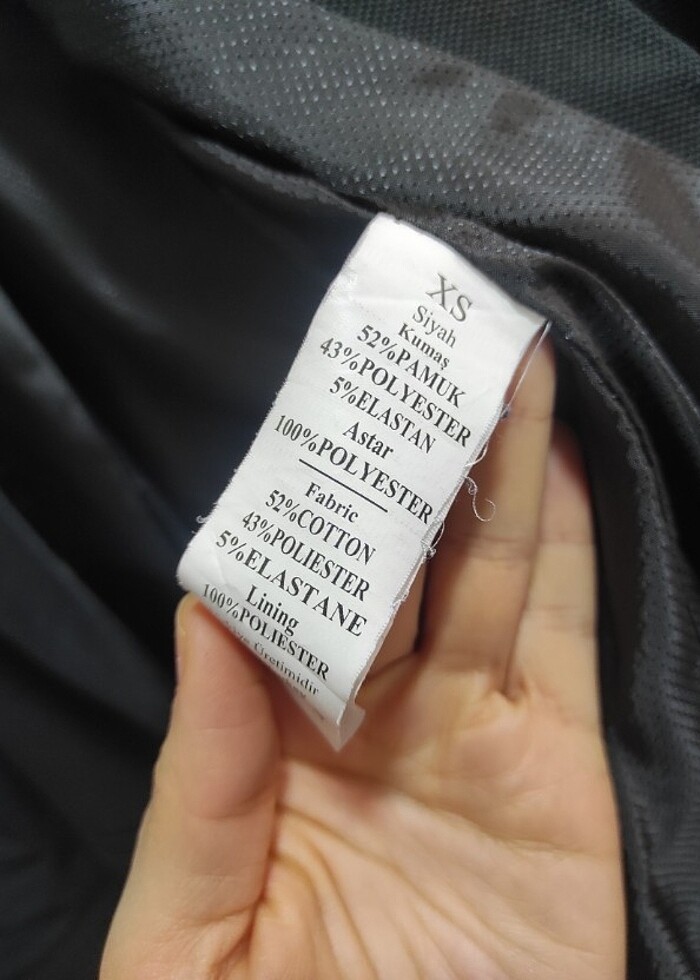 XS
Siyah
Kumaş
52%PAMUK
43%POLYESTER
5%ELASTAN
Astar
100%POLYESTER
Fabric
52%COTTON
43%POLIESTER
5%ELASTANE
Lining
100%POLIESTER
Üretimidir